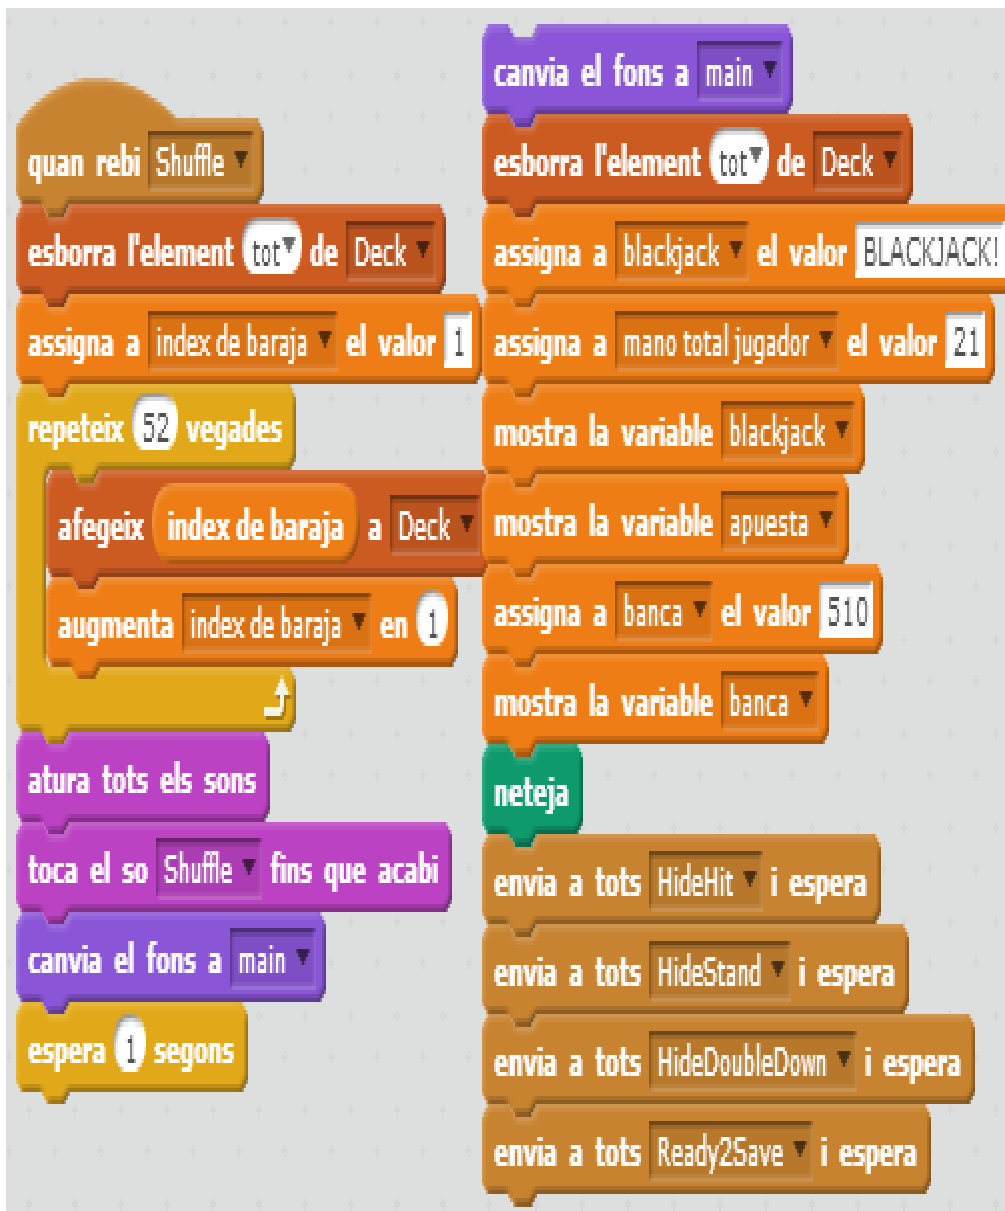 quan rebi Shuffle
esborra l'element tot de Deck
assigna a index de baraja el valor 1
repeteix 52 vegades
afegeix index de baraja a Deck
augmenta index de baraja en 1
atura tots els sons
toca el so Shuffle fins que acabi
canvia el fons a main
espera 1 segons
canvia el fons a main
esborra l'element tot de Deck
assigna a blackjack el valor BLACKJACK!
assigna a mano total jugador el valor 21
mostra la variable blackjack
mostra la variable apuesta
assigna a banca el valor 510
mostra la variable banca
neteja
envia a tots HideHit i espera
envia a tots HideStand i espera
envia a tots HideDoubleDown i espera
envia a tots Ready2Save i espera